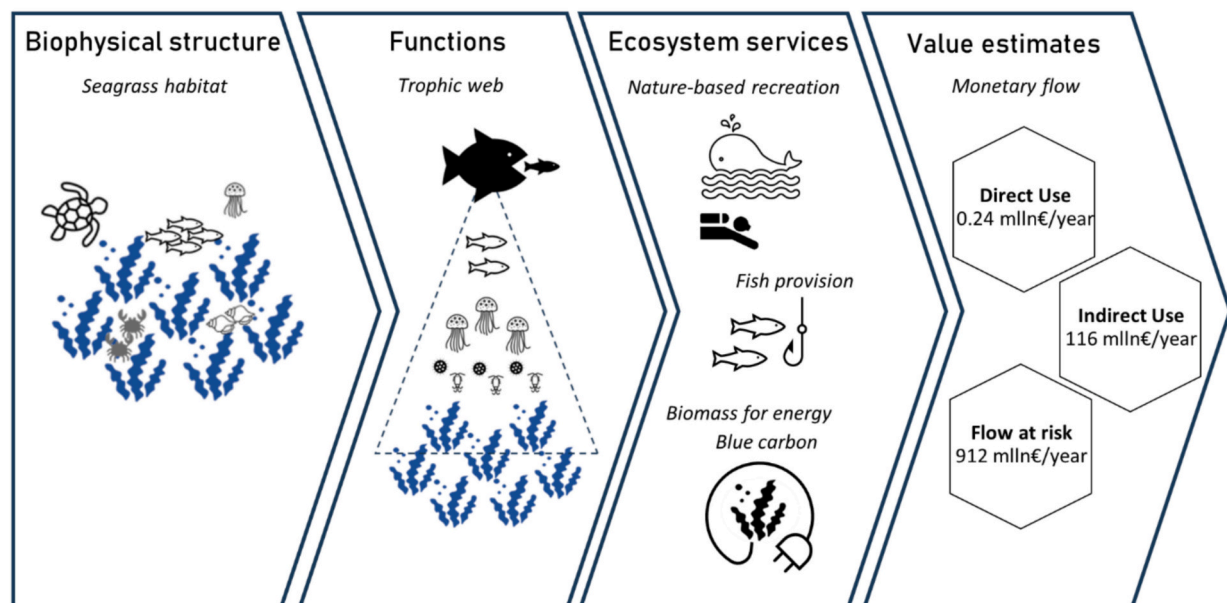 Biophysical structure
Seagrass habitat
Functions
Trophic web
Ecosystem services
Nature-based recreation
Fish provision
Biomass for energy
Blue carbon
Value estimates
Monetary flow
Direct Use
0.24 mlln€/year
Indirect Use
116 mlln€/year
Flow at risk
912 mlln€/year